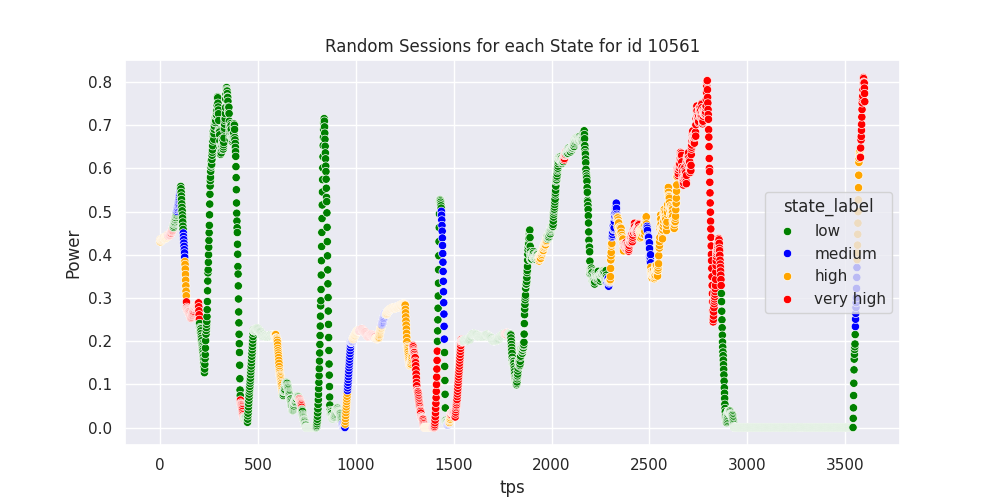 Random Sessions for each State for id 10561
Power
0.8
0.7
0.6
0.5
0.4
0.3
0.2
0.1
0.0
state_label
low
medium
high
very high
0
500
1000
1500
2000
2500
3000
3500
tps